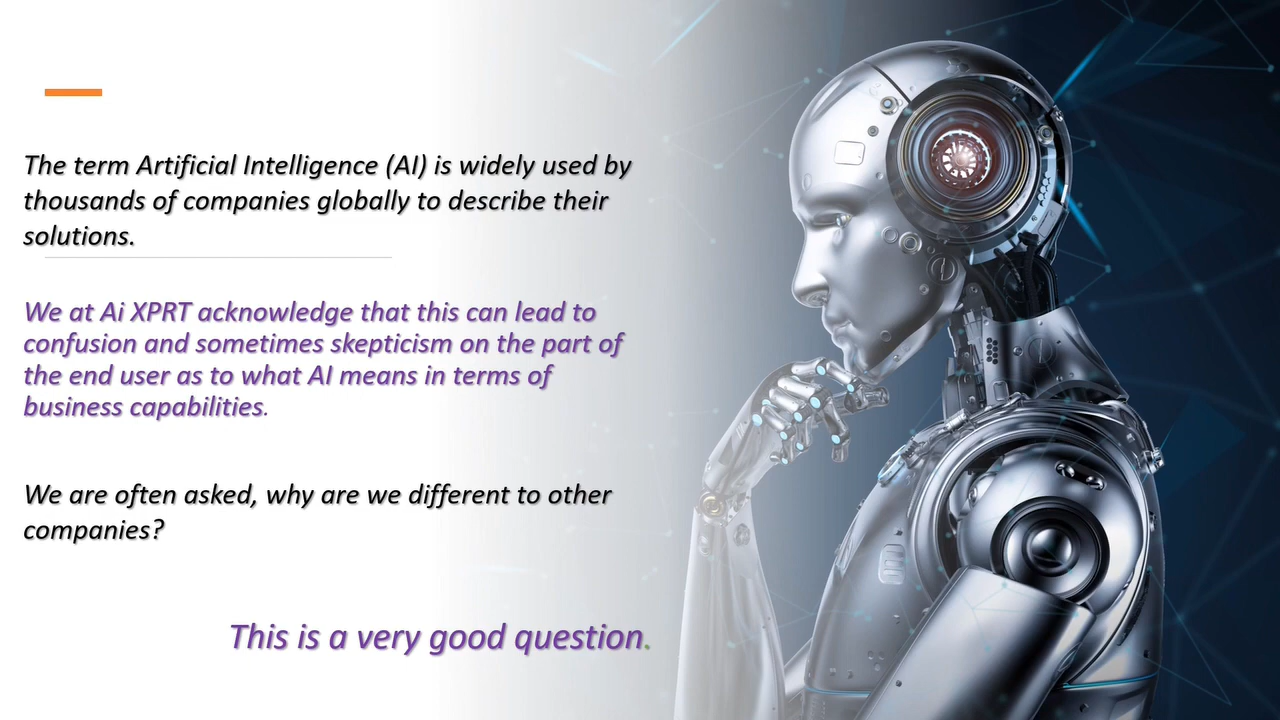 The term Artificial Intelligence (AI) is widely used by
thousands of companies globally to describe their
solutions.
We at Ai XPRT acknowledge that this can lead to
confusion and sometimes skepticism on the part of
the end user as to what AI means in terms of
business capabilities.
We are often asked, why are we different to other
companies?
This is a very good question.